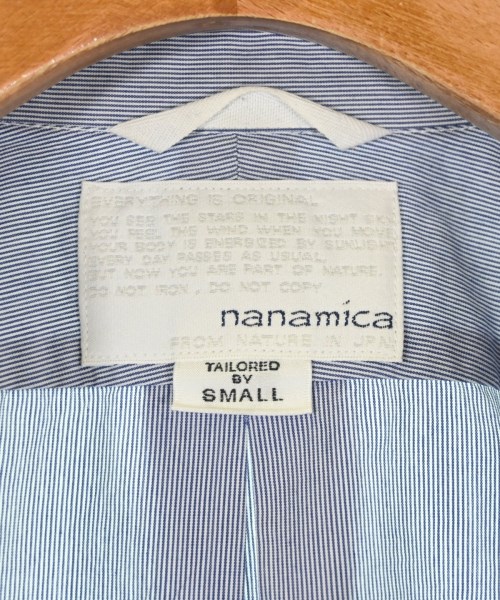 EVERYTHING IS ORIGINAL
YOU SEE THE STARS IN THE NIGHT SKY
U FEEL THE WIND WHEN YOU MOVE
YOUR BODY IS ENERGIZED BY SUNLIGHT
EVERY DAY PASSES AS USUAL
BUT NOW YOU ARE PART OF NATURE.
DO NOT IRON, DO NOT COPY
nanamica
FROM NATURE IN JPN
TAILORED
BY
SMALL